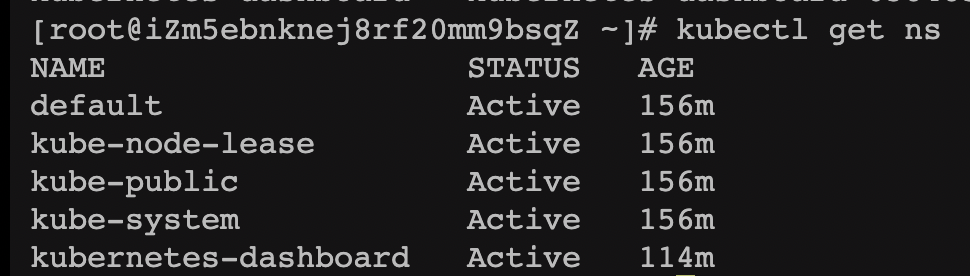 [root@iZm5ebnknej8rf20mm9bsqZ ~]# kubectl get ns
NAME STATUS AGE
default Active 156m
kube-node-lease Active 156m
kube-public Active 156m
kube-system Active 156m
kubernetes-dashboard Active 114m